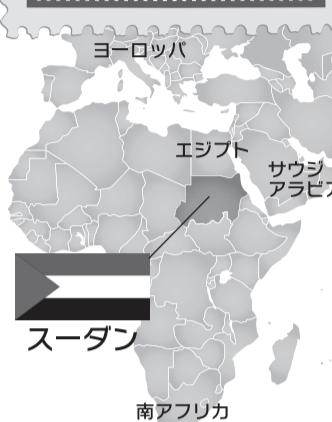 ヨーロッパ
エジプト
サウジ
アラビア
スーダン
南アフリカ